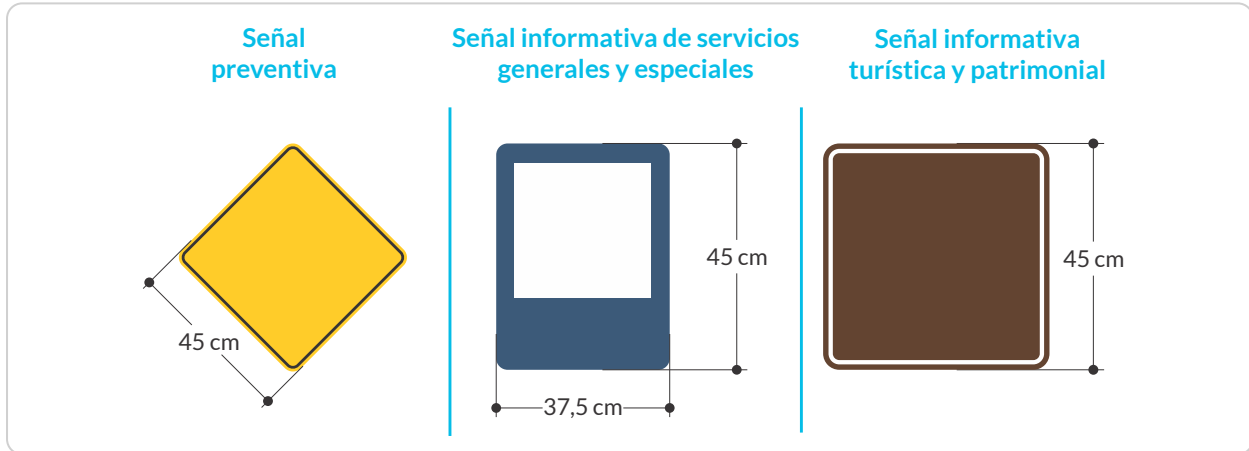 Señal
preventiva
Señal informativa de servicios
generales y especiales
Señal informativa
turística y patrimonial
45 cm
45 cm
37,5 cm
45 cm